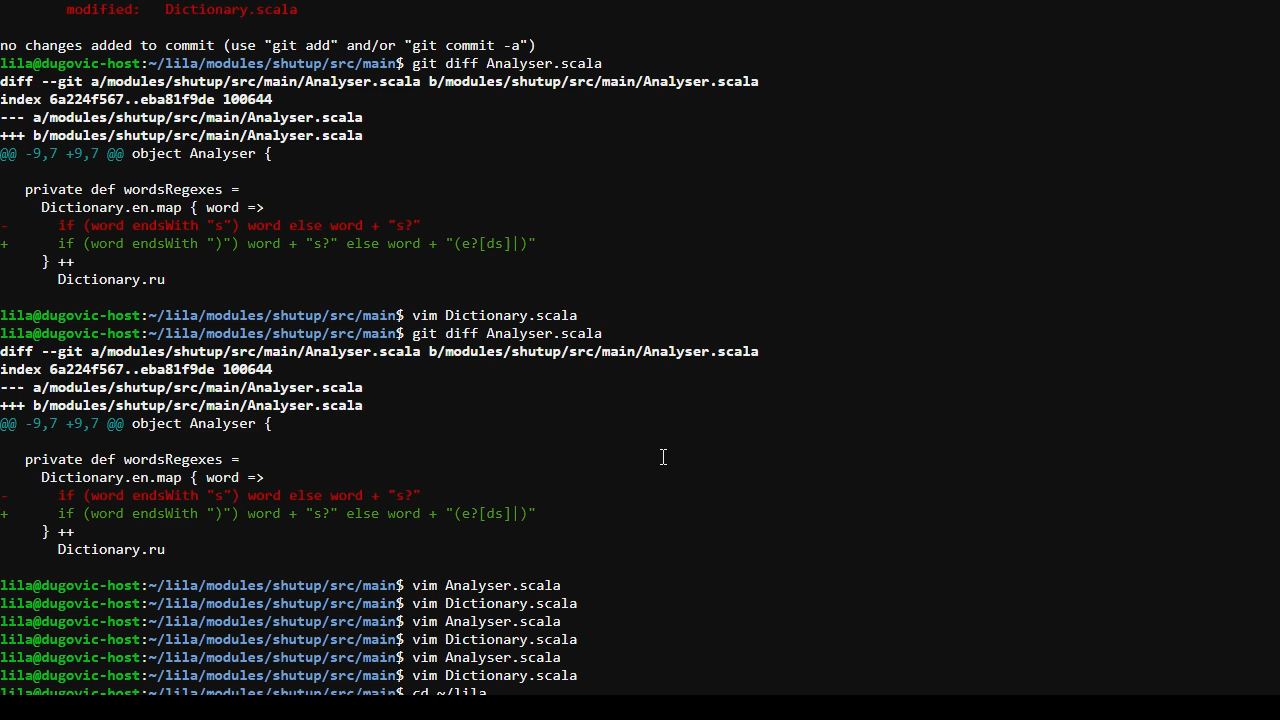 modified:   Dictionary.scala
no changes added to commit (use "git add" and/or "git commit -a")
lila@dugovic-host:~/lila/modules/shutup/src/main$ git diff Analyser.scala
diff --git a/modules/shutup/src/main/Analyser.scala b/modules/shutup/src/main/Analyser.scala
index 6a224f567..eba81f9de 100644
--- a/modules/shutup/src/main/Analyser.scala
+++ b/modules/shutup/src/main/Analyser.scala
@@ -9,7 +9,7 @@ object Analyser {
   private def wordsRegexes =
     Dictionary.en.map { word =>
-      if (word endsWith "s") word else word + "s?"
+      if (word endsWith ")") word + "s?" else word + "(e?[ds]|)"
     } ++
       Dictionary.ru
lila@dugovic-host:~/lila/modules/shutup/src/main$ vim Dictionary.scala
lila@dugovic-host:~/lila/modules/shutup/src/main$ git diff Analyser.scala
diff --git a/modules/shutup/src/main/Analyser.scala b/modules/shutup/src/main/Analyser.scala
index 6a224f567..eba81f9de 100644
--- a/modules/shutup/src/main/Analyser.scala
+++ b/modules/shutup/src/main/Analyser.scala
@@ -9,7 +9,7 @@ object Analyser {
   private def wordsRegexes =
     Dictionary.en.map { word =>
-      if (word endsWith "s") word else word + "s?"
+      if (word endsWith ")") word + "s?" else word + "(e?[ds]|)"
     } ++
       Dictionary.ru
lila@dugovic-host:~/lila/modules/shutup/src/main$ vim Analyser.scala
lila@dugovic-host:~/lila/modules/shutup/src/main$ vim Dictionary.scala
lila@dugovic-host:~/lila/modules/shutup/src/main$ vim Analyser.scala
lila@dugovic-host:~/lila/modules/shutup/src/main$ vim Dictionary.scala
lila@dugovic-host:~/lila/modules/shutup/src/main$ vim Analyser.scala
lila@dugovic-host:~/lila/modules/shutup/src/main$ vim Dictionary.scala
lila@dugovic-host:~/lila/modules/shutup/src/main$ cd ~/lila